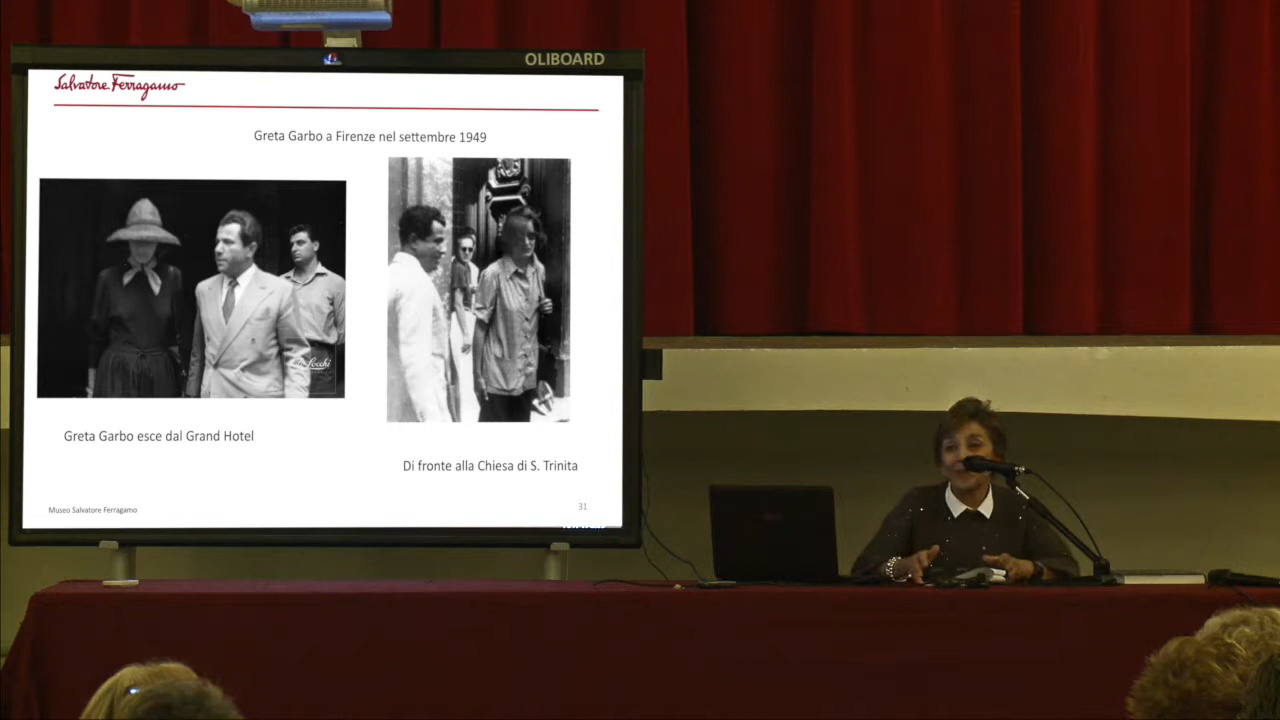 OLIBOARD
Salvatore Ferragamo
Greta Garbo a Firenze nel settembre 1949
Locchi
Greta Garbo esce dal Grand Hotel
Di fronte alla Chiesa di S. Trinita
Museo Salvatore Ferragamo
31